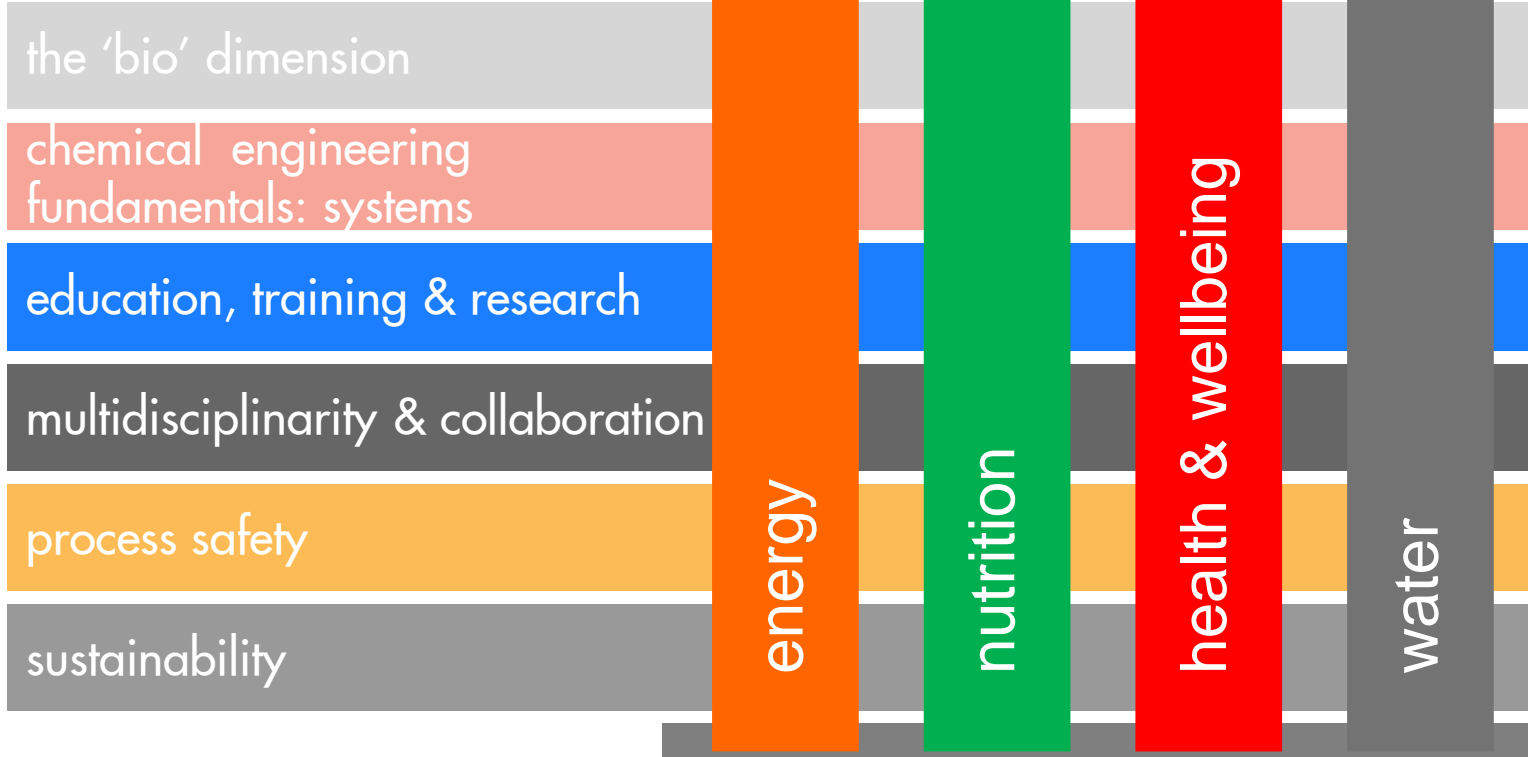 the ‘bio’ dimension
chemical engineering
fundamentals: systems
education, training & research
multidisciplinarity & collaboration
process safety
sustainability
energy
nutrition
health & wellbeing
water